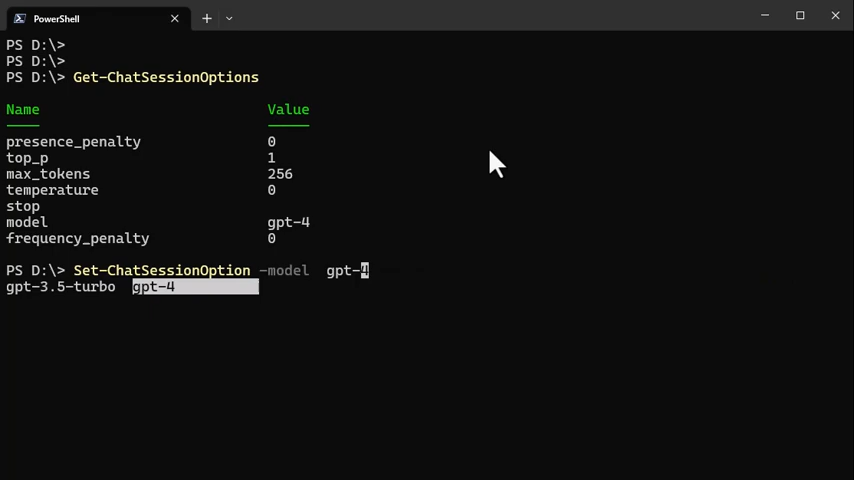 PowerShell
PS D:\>
PS D:\>
PS D:\> Get-ChatSessionOptions
Name Value
presence_penalty 0
top_p 1
max_tokens 256
temperature 0
stop
model gpt-4
frequency_penalty 0
PS D:\> Set-ChatSessionOption -model gpt-4
gpt-3.5-turbo gpt-4